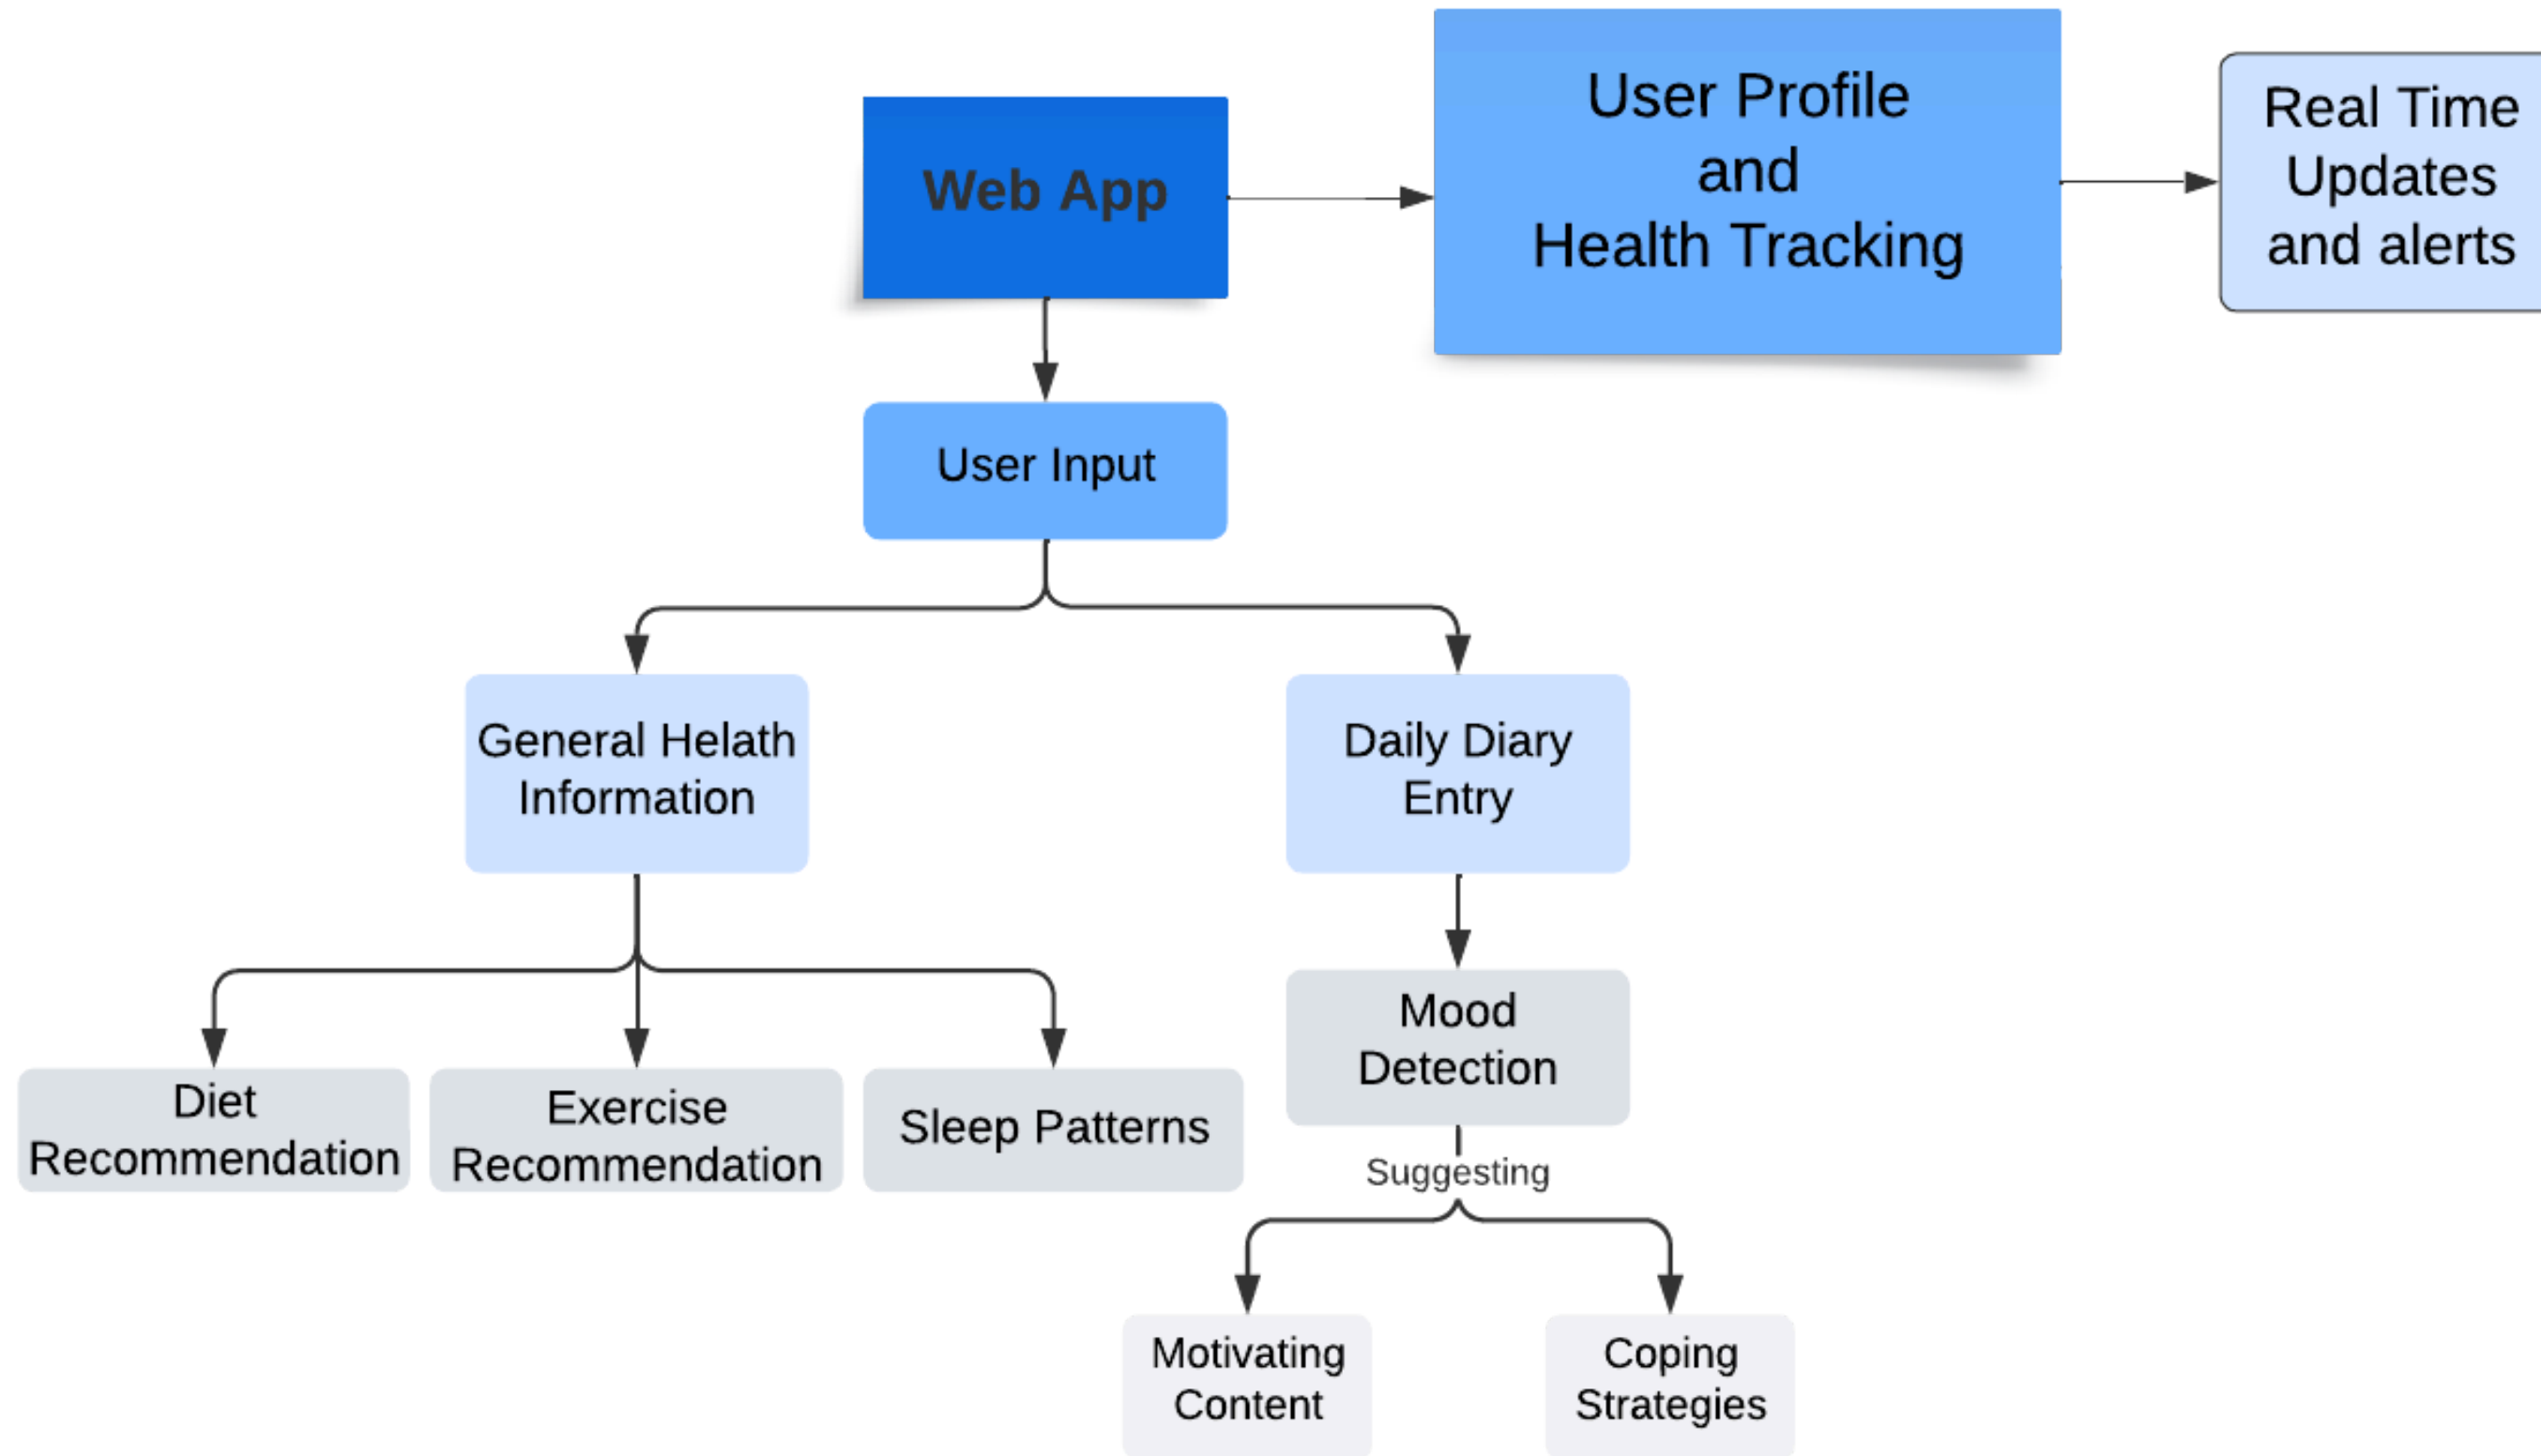 Web App
User Profile
and
Health Tracking
Real Time
Updates
and alerts
User Input
General Helath
Information
Daily Diary
Entry
Diet
Recommendation
Exercise
Recommendation
Sleep Patterns
Mood
Detection
Suggesting
Motivating
Content
Coping
Strategies